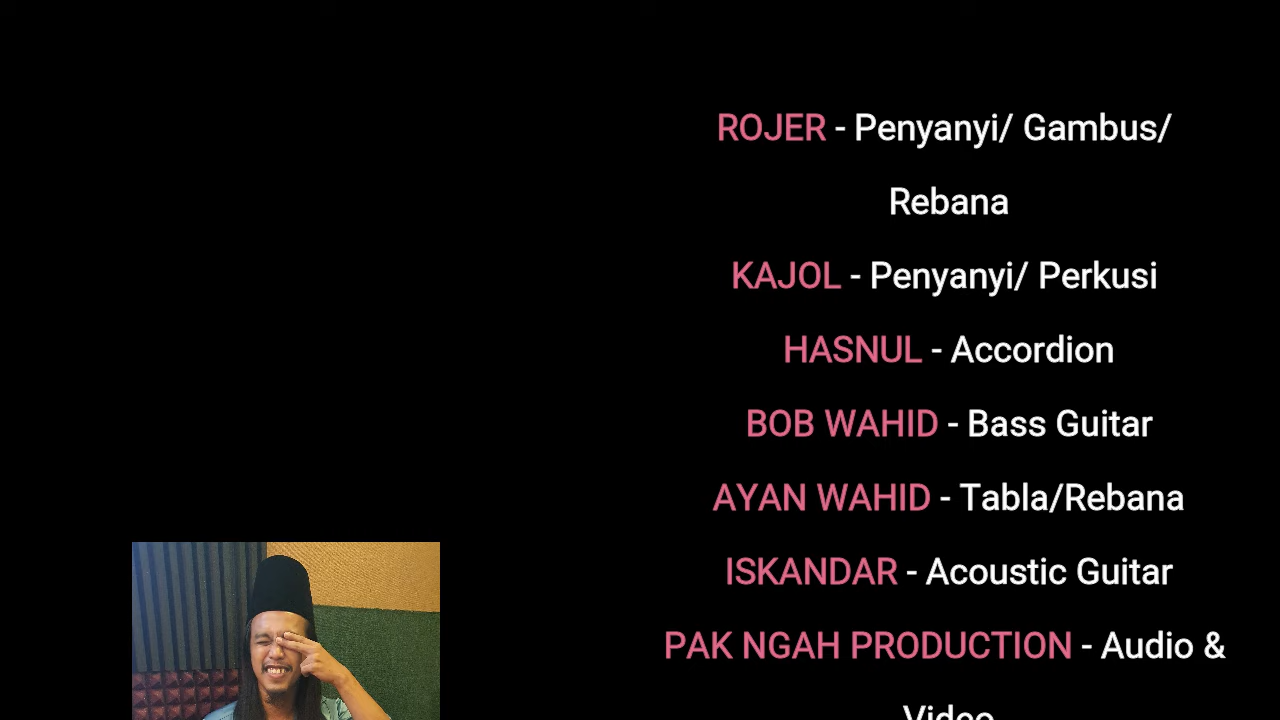 ROJER - Penyanyi/ Gambus/
Rebana
KAJOL - Penyanyi/ Perkusi
HASNUL - Accordion
BOB WAHID - Bass Guitar
AYAN WAHID - Tabla/Rebana
ISKANDAR - Acoustic Guitar
PAK NGAH PRODUCTION - Audio &
Video